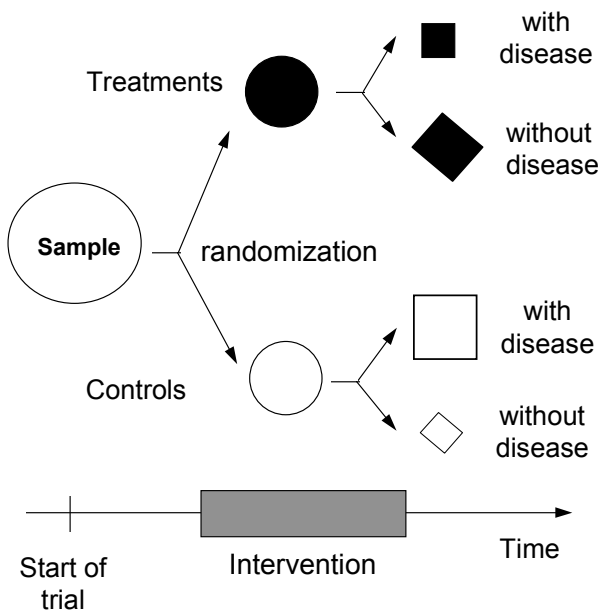 with
disease
Treatments
without
disease
Sample
randomization
with
disease
Controls
without
disease
Start of
trial
Intervention
Time